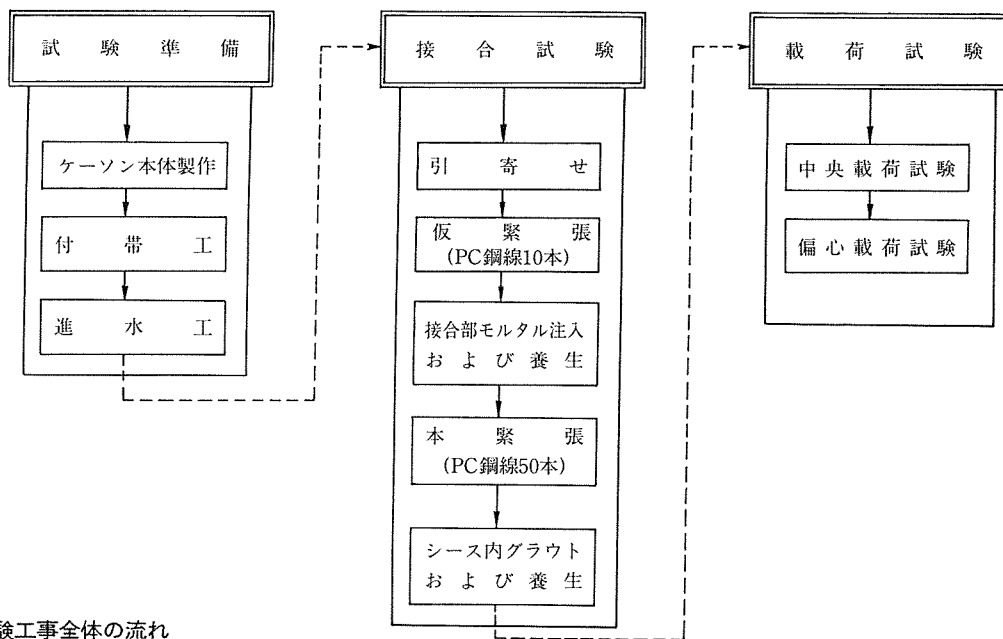 試験準備
ケーソン本体製作
付帯工
進水工
接合試験
引寄せ
仮緊張
(PC鋼線10本)
接合部モルタル注入
および養生
本緊張
(PC鋼線50本)
シース内グラウト
および養生
載荷試験
中央載荷試験
偏心載荷試験
験工事全体の流れ